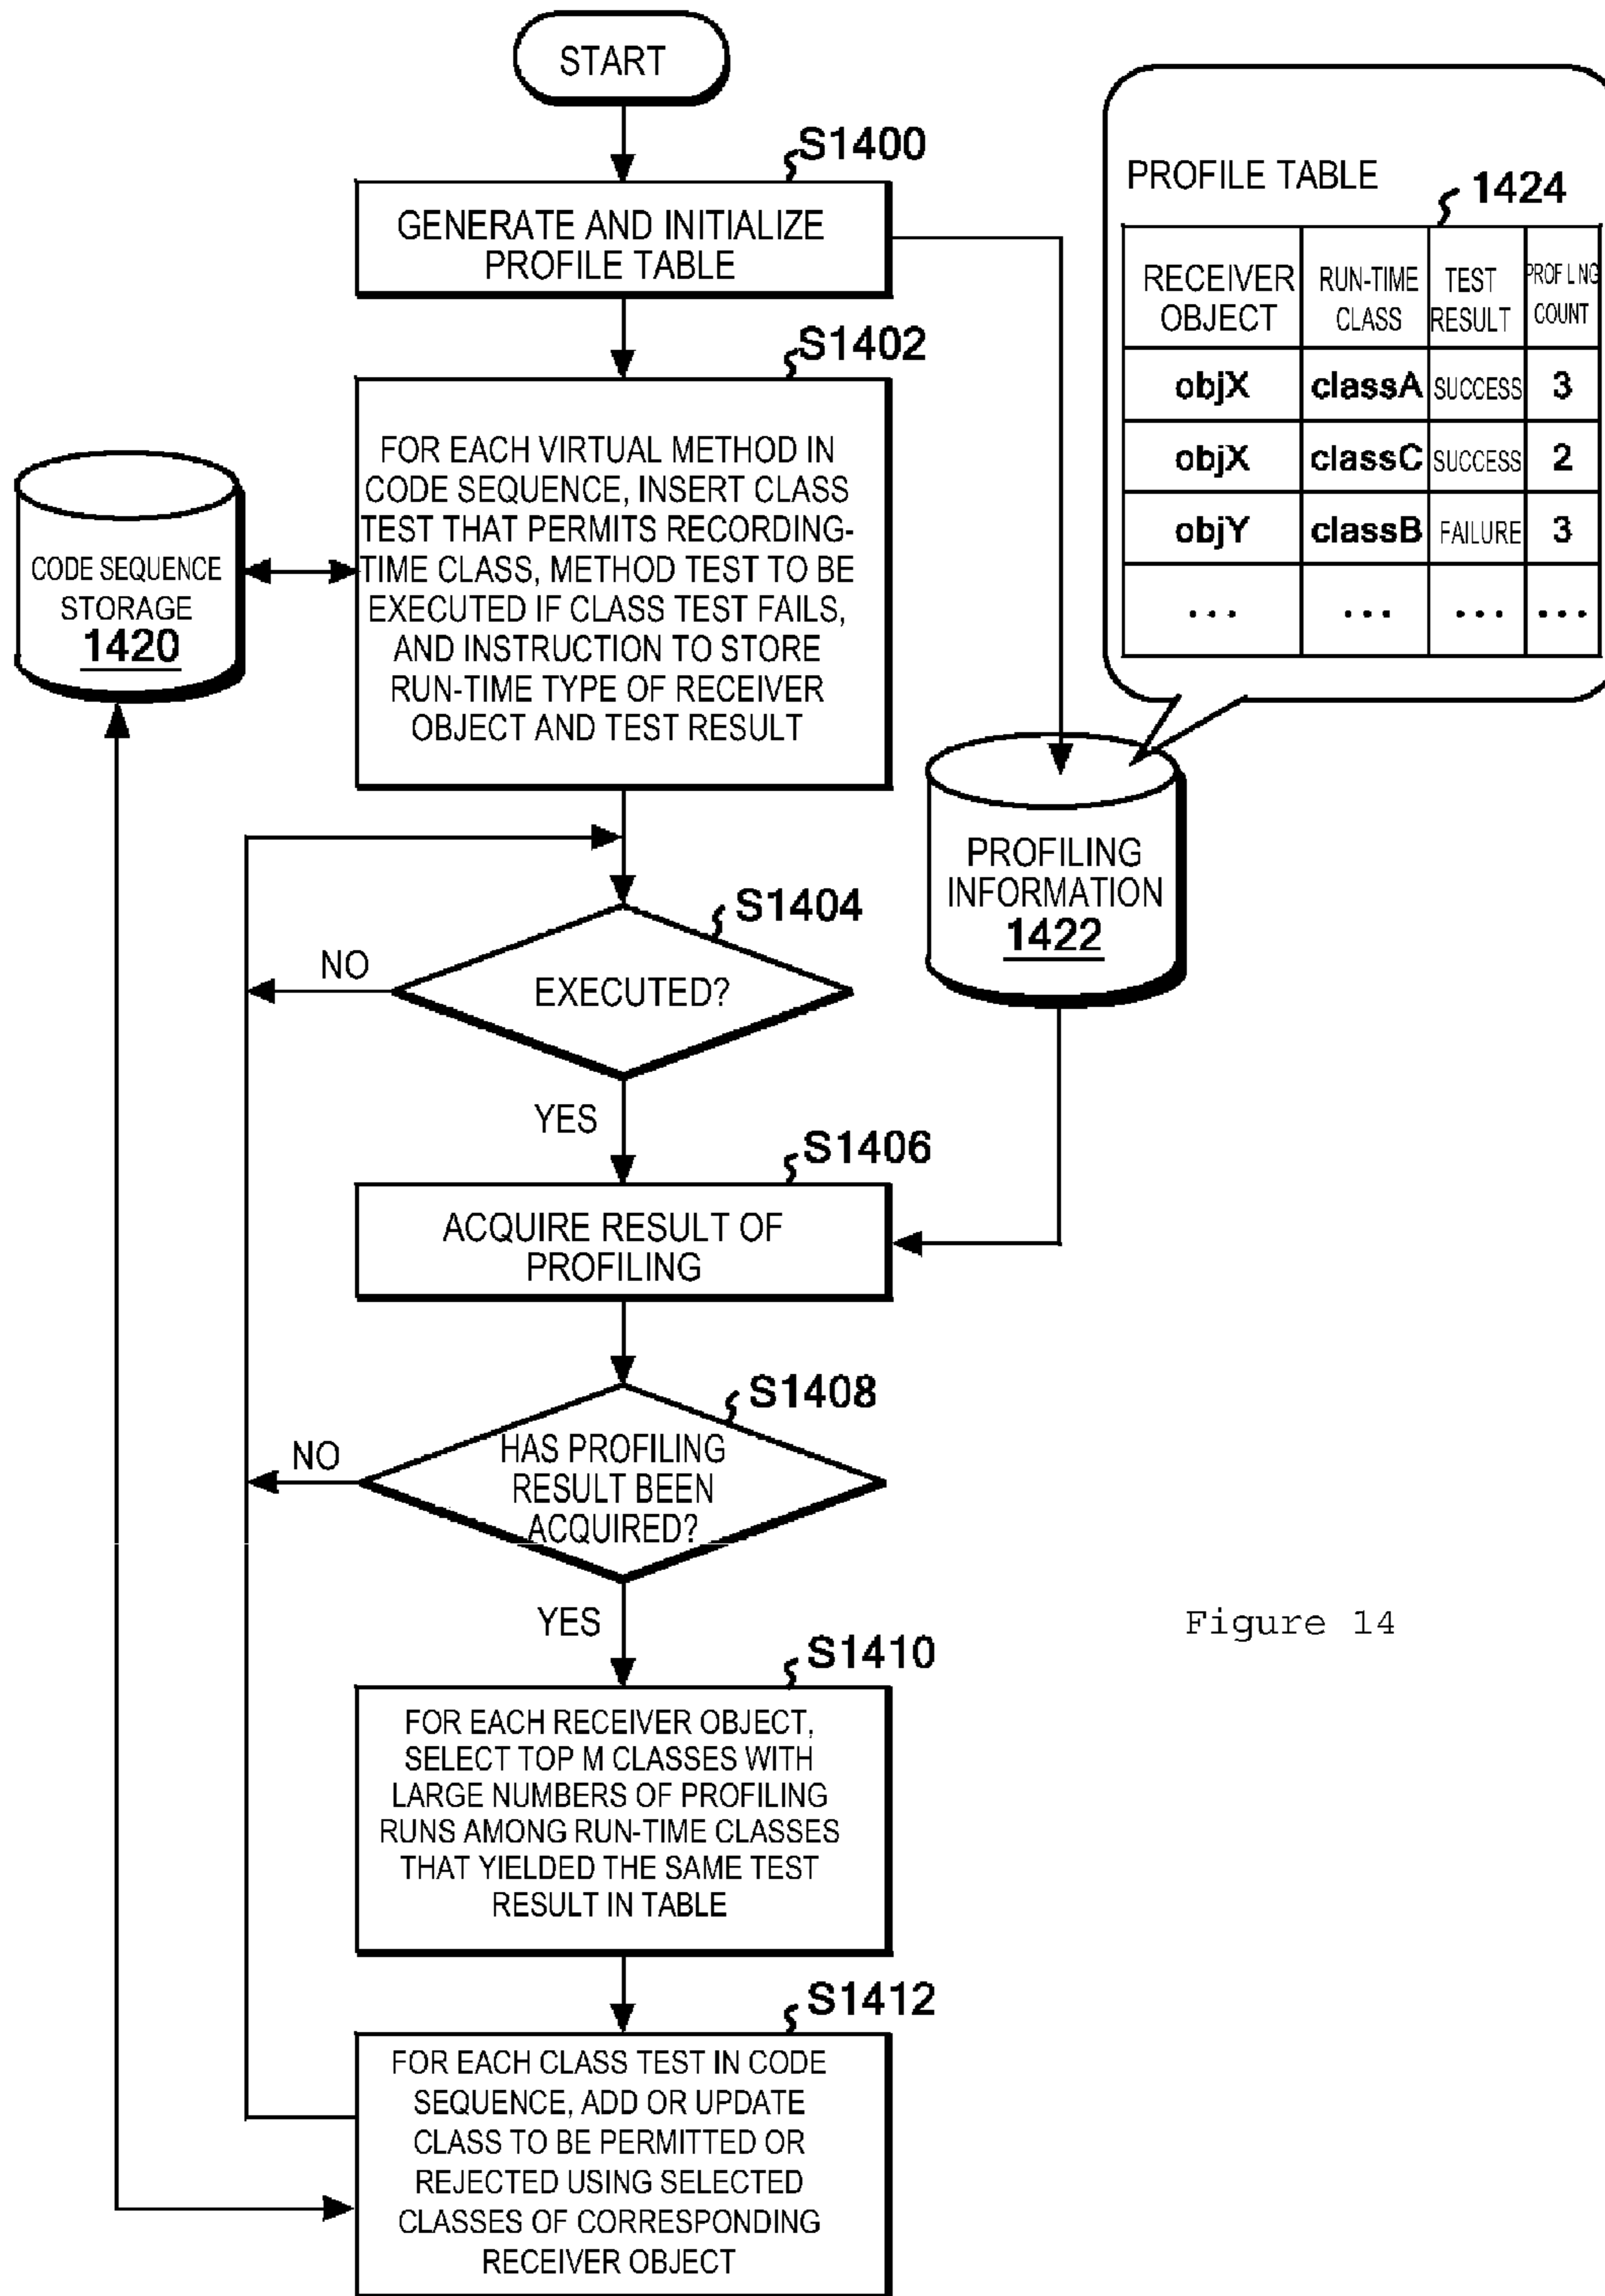 START
S1400
GENERATE AND INITIALIZE
PROFILE TABLE
S1402
FOR EACH VIRTUAL METHOD IN
CODE SEQUENCE, INSERT CLASS
TEST THAT PERMITS RECORDING-
TIME CLASS, METHOD TEST TO BE
EXECUTED IF CLASS TEST FAILS,
AND INSTRUCTION TO STORE
RUN-TIME TYPE OF RECEIVER
OBJECT AND TEST RESULT
CODE SEQUENCE
STORAGE
1420
PROFILE TABLE
1424
RECEIVER
OBJECT
RUN-TIME
CLASS
TEST
RESULT
PROF L NG
COUNT
objX classA SUCCESS 3
objX classC SUCCESS 2
objY classB FAILURE 3
... ... ... ...
PROFILING
INFORMATION
1422
S1404
NO
EXECUTED?
YES
S1406
ACQUIRE RESULT OF
PROFILING
S1408
NO
HAS PROFILING
RESULT BEEN
ACQUIRED?
YES
S1410
FOR EACH RECEIVER OBJECT,
SELECT TOP M CLASSES WITH
LARGE NUMBERS OF PROFILING
RUNS AMONG RUN-TIME CLASSES
THAT YIELDED THE SAME TEST
RESULT IN TABLE
S1412
FOR EACH CLASS TEST IN CODE
SEQUENCE, ADD OR UPDATE
CLASS TO BE PERMITTED OR
REJECTED USING SELECTED
CLASSES OF CORRESPONDING
RECEIVER OBJECT
Figure 14